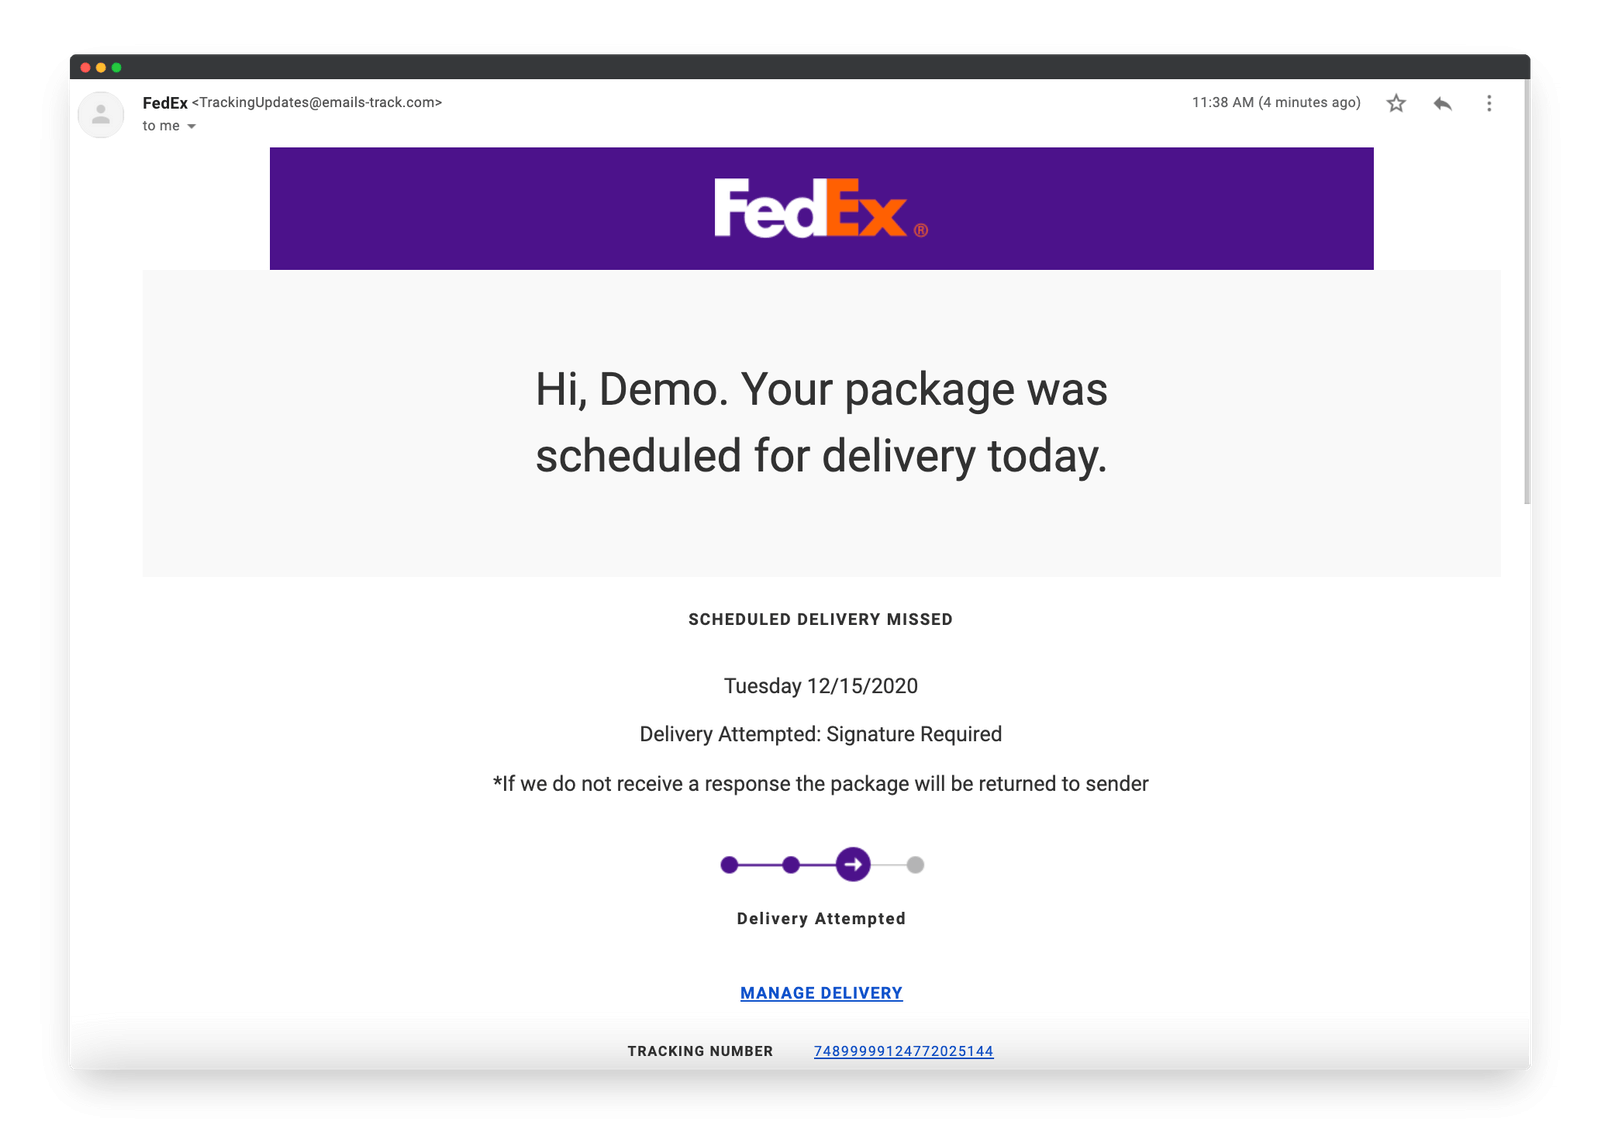 FedEx <TrackingUpdates@emails-track.com>
11:38 AM (4 minutes ago)
to me
FedEx®
Hi, Demo. Your package was
scheduled for delivery today.
SCHEDULED DELIVERY MISSED
Tuesday 12/15/2020
Delivery Attempted: Signature Required
*If we do not receive a response the package will be returned to sender
Delivery Attempted
MANAGE DELIVERY
TRACKING NUMBER 74899999124772025144